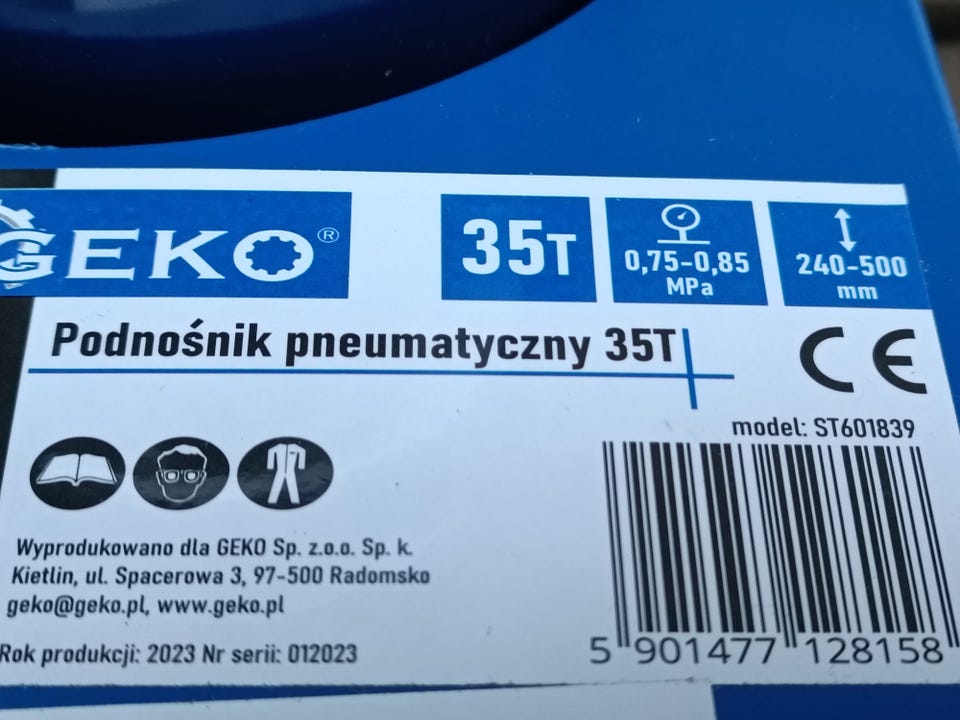 GEKO®
35T
0,75-0,85
MPa
240-500
mm
Podnośnik pneumatyczny 35T
CE
model: ST601839
Wyprodukowano dla GEKO Sp. z.o.o. Sp. k.
Kietlin, ul. Spacerowa 3, 97-500 Radomsko
geko@geko.pl, www.geko.pl
Rok produkcji: 2023 Nr serii: 012023
5 901477 128158